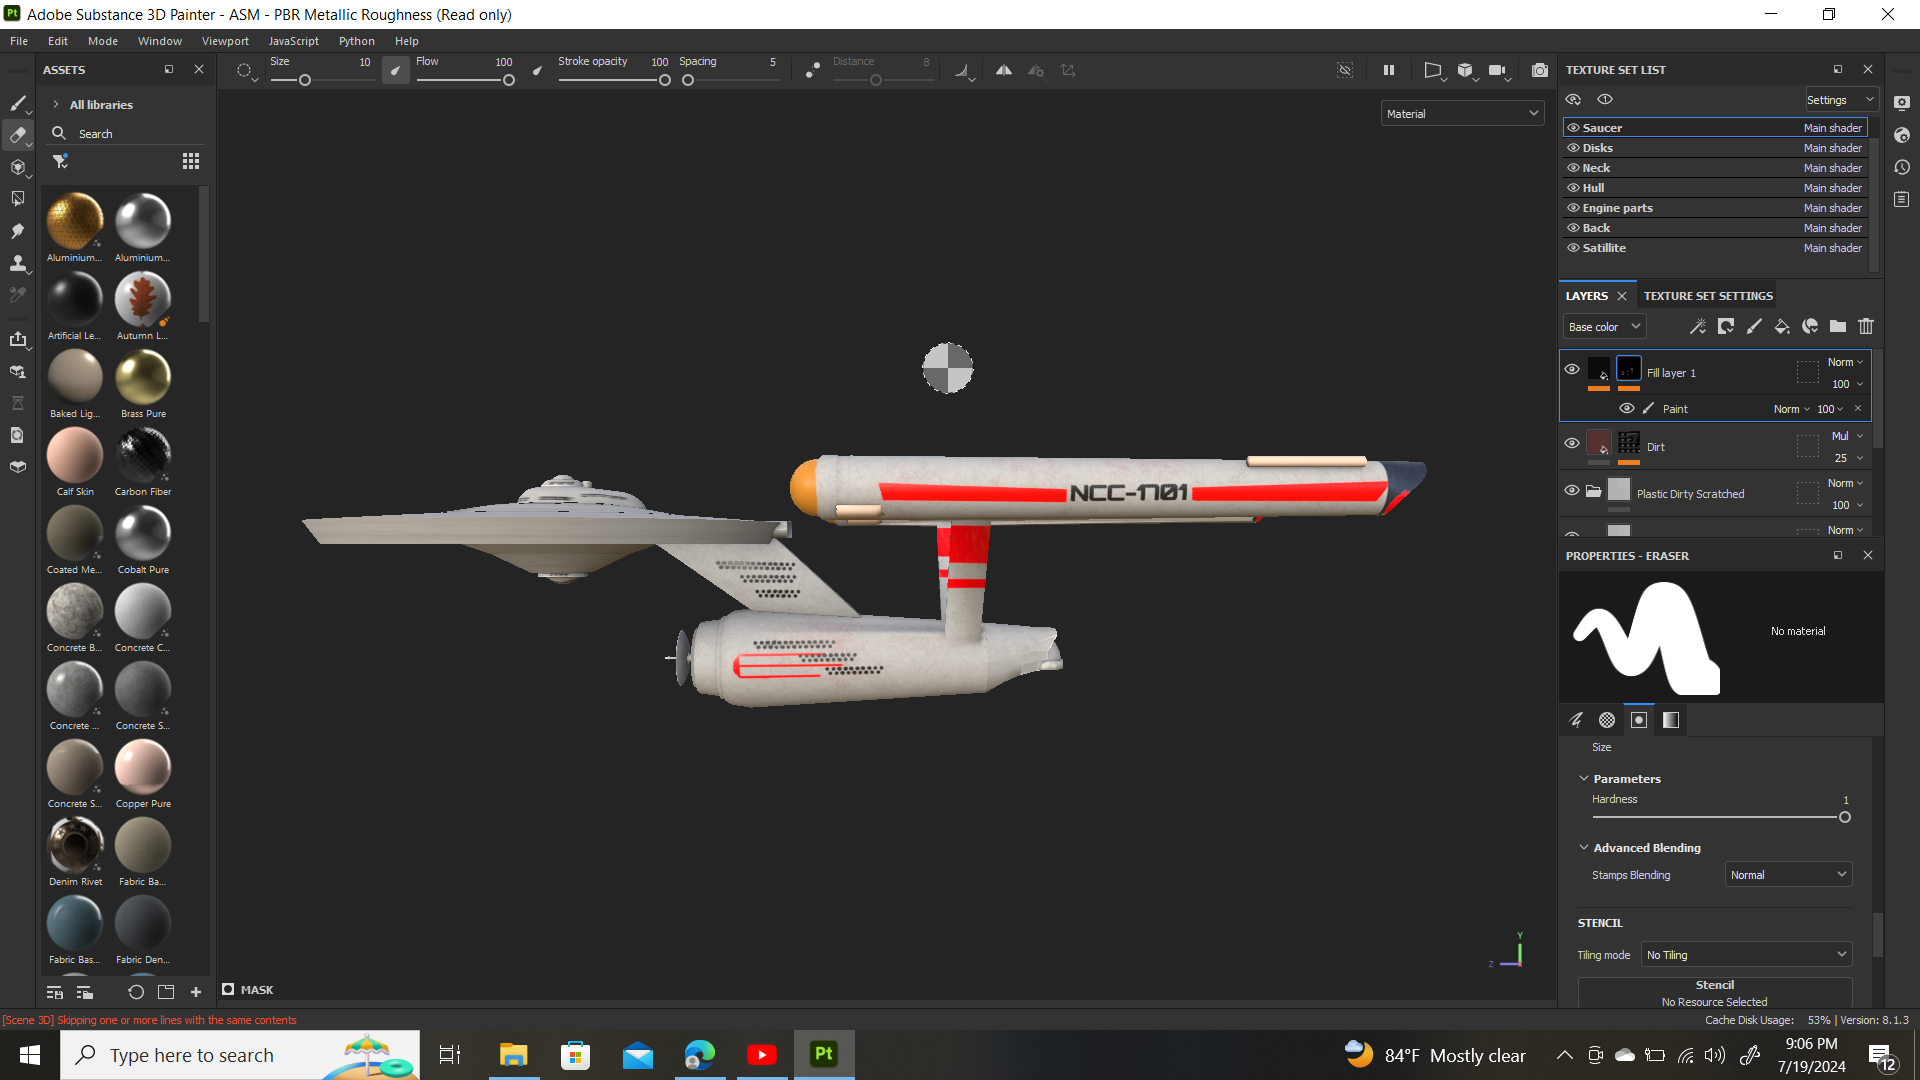 Pt Adobe Substance 3D Painter - ASM - PBR Metallic Roughness (Read only)
File Edit Mode Window Viewport JavaScript Python Help
ASSETS
Size 10 Flow 100 Stroke opacity 100 Spacing 5 Distance 8
All libraries
Search
Aluminium... Aluminium...
Artificial Le... Autumn L...
Baked Lig... Brass Pure
Calf Skin Carbon Fiber
Coated Me... Cobalt Pure
Concrete B... Concrete C...
Concrete ... Concrete S...
Concrete S... Copper Pure
Denim Rivet Fabric Ba...
Fabric Bas... Fabric Den...
Material
NCC-1701
Y
Z
MASK
TEXTURE SET LIST
Settings
Saucer Main shader
Disks Main shader
Neck Main shader
Hull Main shader
Engine parts Main shader
Back Main shader
Satillite Main shader
LAYERS TEXTURE SET SETTINGS
Base color
Fill layer 1 Norm 100
Paint Norm 100
Dirt Mul 25
Plastic Dirty Scratched Norm 100
Norm
PROPERTIES - ERASER
No material
Size
Parameters
Hardness 1
Advanced Blending
Stamps Blending Normal
STENCIL
Tiling mode No Tiling
Stencil
No Resource Selected
[Scene 3D] Skipping one or more lines with the same contents
Cache Disk Usage: 53% | Version: 8.1.3
Type here to search
Pt
84°F Mostly clear
9:06 PM
7/19/2024
12